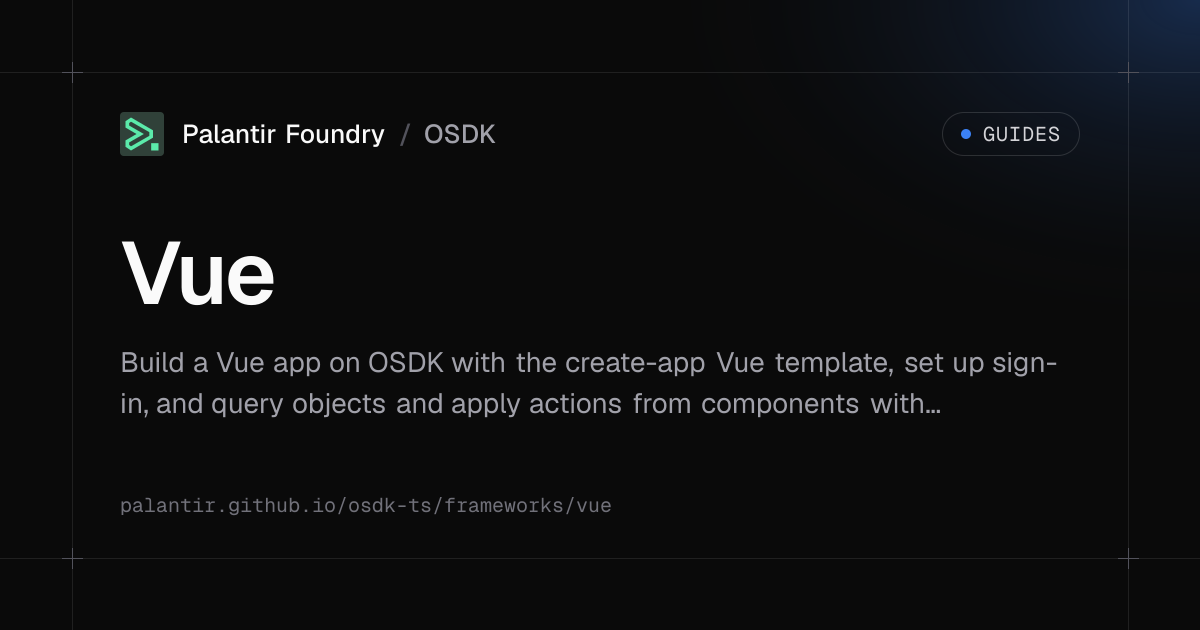 Palantir Foundry / OSDK
GUIDES
Vue
Build a Vue app on OSDK with the create-app Vue template, set up sign-
in, and query objects and apply actions from components with…
palantir.github.io/osdk-ts/frameworks/vue